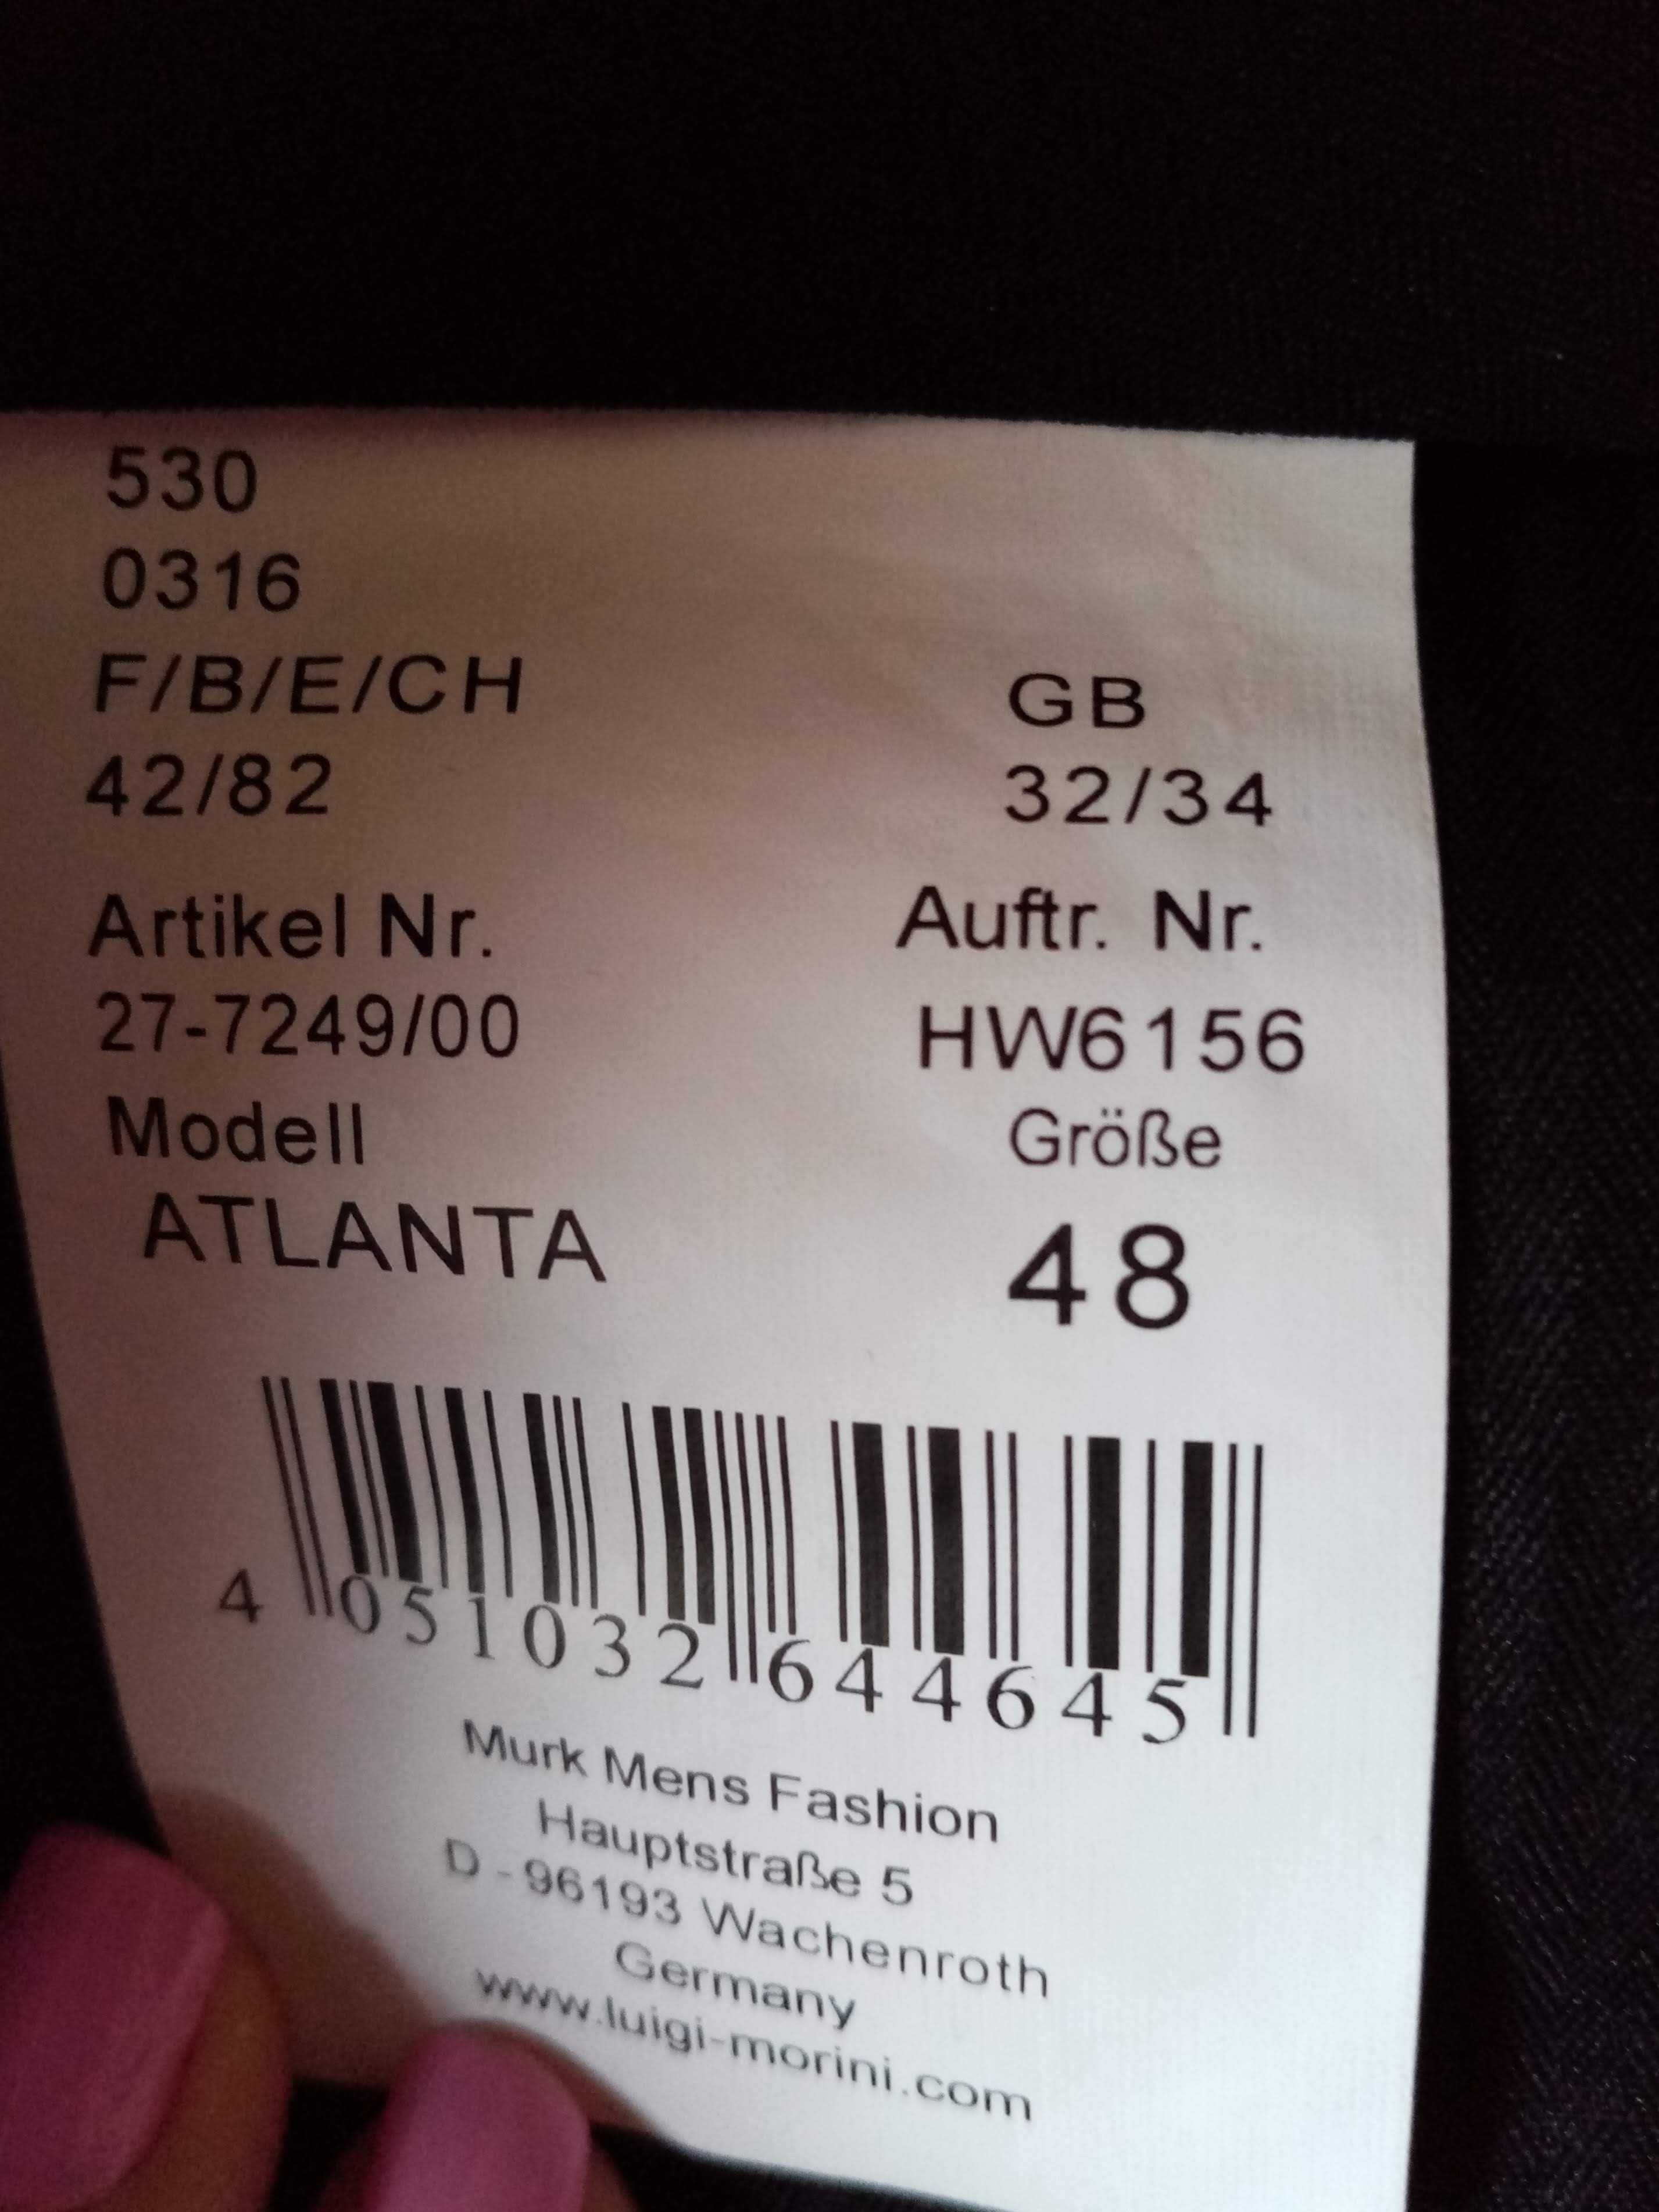 530
0316
F/B/E/CH GB
42/82 32/34
Artikel Nr. Auftr. Nr.
27-7249/00 HW6156
Modell Größe
ATLANTA 48
4 051032 644645
Murk Mens Fashion
Hauptstraße 5
D - 96193 Wachenroth
Germany
www.luigi-morini.com